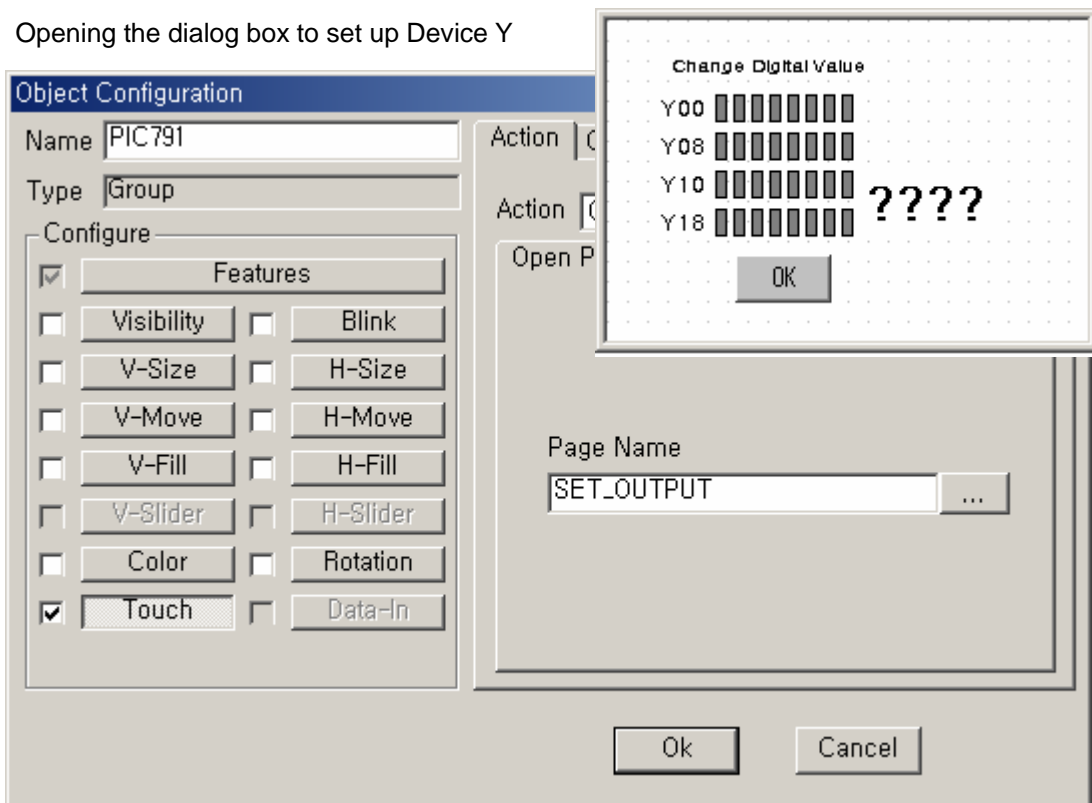 Opening the dialog box to set up Device Y
Change Digital Value
Y00
Y08
Y10
Y18
????
OK
Object Configuration
Name PIC791
Type Group
Configure
Features
Visibility Blink
V-Size H-Size
V-Move H-Move
V-Fill H-Fill
V-Slider H-Slider
Color Rotation
Touch Data-In
Action
Action
Open P
Page Name
SET_OUTPUT ...
Ok Cancel